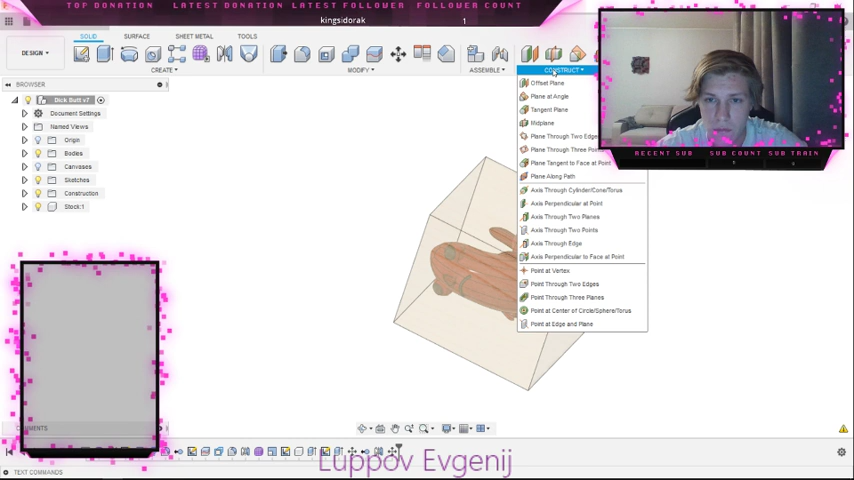 TOP DONATION LATEST DONATION LATEST FOLLOWER FOLLOWER COUNT
kingsidorak 1
DESIGN
SOLID SURFACE SHEET METAL TOOLS
CREATE MODIFY ASSEMBLE CONSTRUCT
BROWSER
Dick Butt v7
Document Settings
Named Views
Origin
Bodies
Canvases
Sketches
Construction
Stock:1
Offset Plane
Plane at Angle
Tangent Plane
Midplane
Plane Through Two Edges
Plane Through Three Points
Plane Tangent to Face at Point
Plane Along Path
Axis Through Cylinder/Cone/Torus
Axis Perpendicular at Point
Axis Through Two Planes
Axis Through Two Points
Axis Through Edge
Axis Perpendicular to Face at Point
Point at Vertex
Point Through Two Edges
Point Through Three Planes
Point at Center of Circle/Sphere/Torus
Point at Edge and Plane
RECENT SUB SUB COUNT SUB TRAIN
COMMENTS
Luppov Evgenij
TEXT COMMANDS